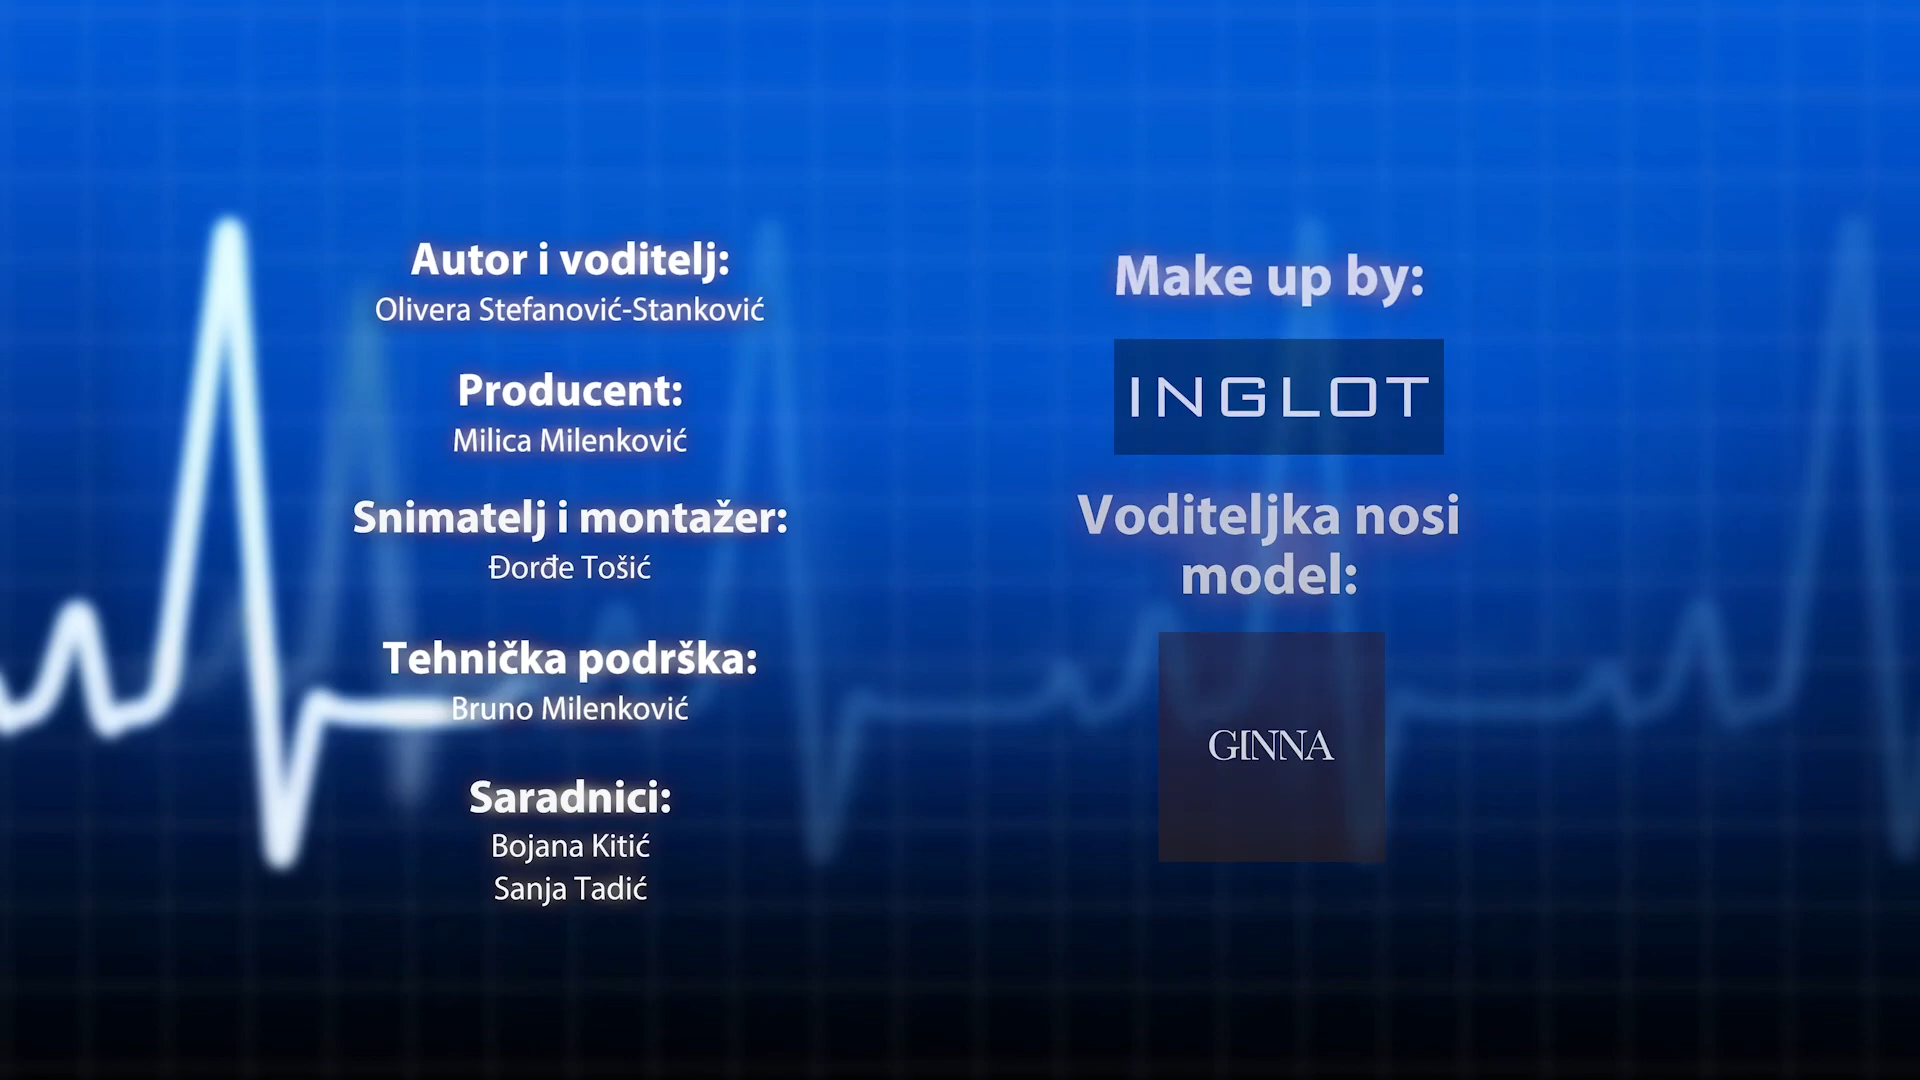 Autor i voditelj:
Olivera Stefanović-Stanković
Producent:
Milica Milenković
Snimatelj i montažer:
Đorđe Tošić
Tehnička podrška:
Bruno Milenković
Saradnici:
Bojana Kitić
Sanja Tadić
Make up by:
INGLOT
Voditeljka nosi
model:
GINNA